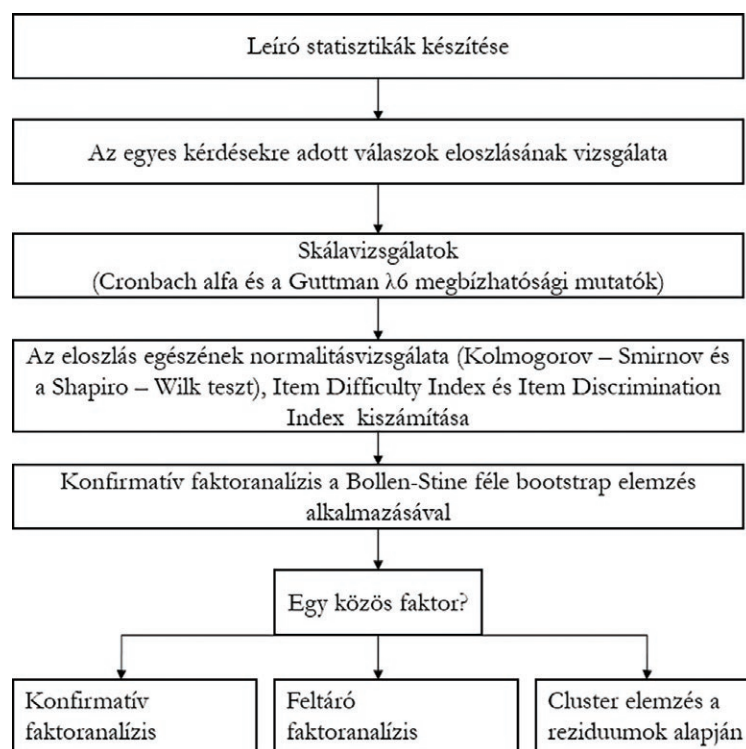 Leíró statisztikák készítése
Az egyes kérdésekre adott válaszok eloszlásának vizsgálata
Skálavizsgálatok
(Cronbach alfa és a Guttman λ6 megbízhatósági mutatók)
Az eloszlás egészének normalitásvizsgálata (Kolmogorov – Smirnov és
a Shapiro – Wilk teszt), Item Difficulty Index és Item Discrimination
Index kiszámítása
Konfirmatív faktoranalízis a Bollen-Stine féle bootstrap elemzés
alkalmazásával
Egy közös faktor?
Konfirmatív
faktoranalízis
Feltáró
faktoranalízis
Cluster elemzés a
reziduumok alapján